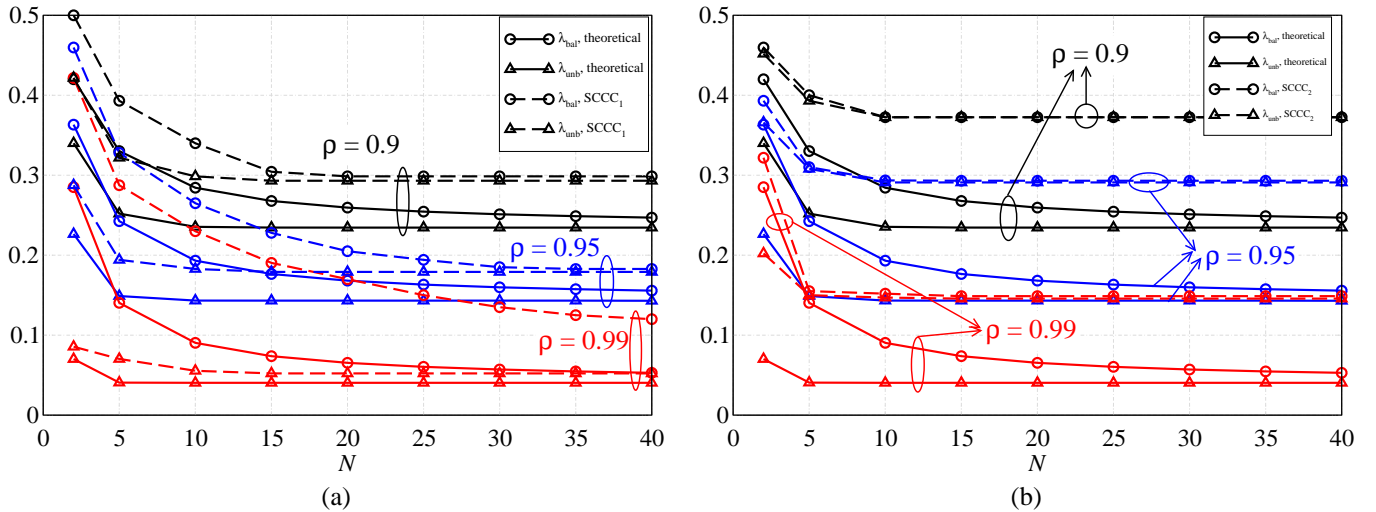 0.5
0.4
0.3
0.2
0.1
0
0 5 10 15 20 25 30 35 40
N
λbal, theoretical
λunb, theoretical
λbal, SCCC1
λunb, SCCC1
ρ = 0.9
ρ = 0.95
ρ = 0.99
(a)
0.5
0.4
0.3
0.2
0.1
0
0 5 10 15 20 25 30 35 40
N
λbal, theoretical
λunb, theoretical
λbal, SCCC2
λunb, SCCC2
ρ = 0.9
ρ = 0.95
ρ = 0.99
(b)